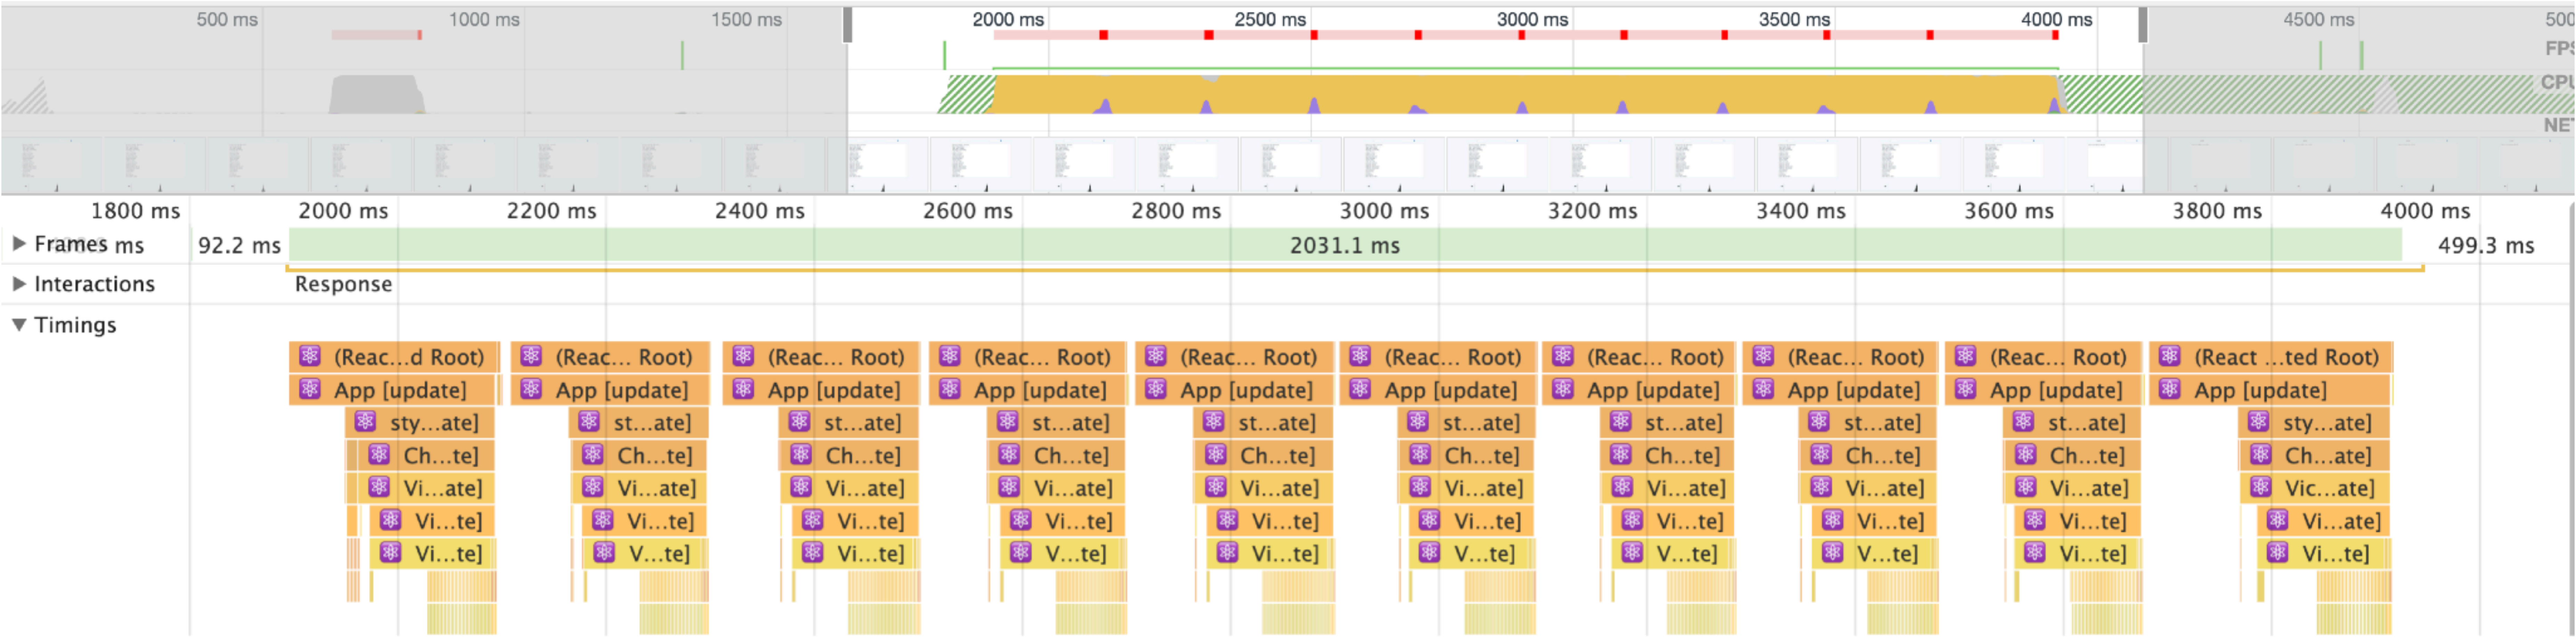 500 ms 1000 ms 1500 ms 2000 ms 2500 ms 3000 ms 3500 ms 4000 ms 4500 ms 500
FPS
CPU
NET
1800 ms 2000 ms 2200 ms 2400 ms 2600 ms 2800 ms 3000 ms 3200 ms 3400 ms 3600 ms 3800 ms 4000 ms
Frames ms 92.2 ms 2031.1 ms 499.3 ms
Interactions Response
Timings
(Reac...d Root) (Reac... Root) (Reac... Root) (Reac... Root) (Reac... Root) (Reac... Root) (Reac... Root) (Reac... Root) (Reac... Root) (React ...ted Root)
App [update] App [update] App [update] App [update] App [update] App [update] App [update] App [update] App [update] App [update]
sty...ate] st...ate] st...ate] st...ate] st...ate] st...ate] st...ate] st...ate] st...ate] sty...ate]
Ch...te] Ch...te] Ch...te] Ch...te] Ch...te] Ch...te] Ch...te] Ch...te] Ch...te] Ch...ate]
Vi...ate] Vi...ate] Vi...ate] Vi...ate] Vi...ate] Vi...ate] Vi...ate] Vi...ate] Vi...ate] Vic...ate]
Vi...te] Vi...te] Vi...te] Vi...te] Vi...te] Vi...te] Vi...te] Vi...te] Vi...te] Vi...ate]
Vi...te] V...te] Vi...te] V...te] Vi...te] V...te] V...te] V...te] Vi...te] Vi...te]